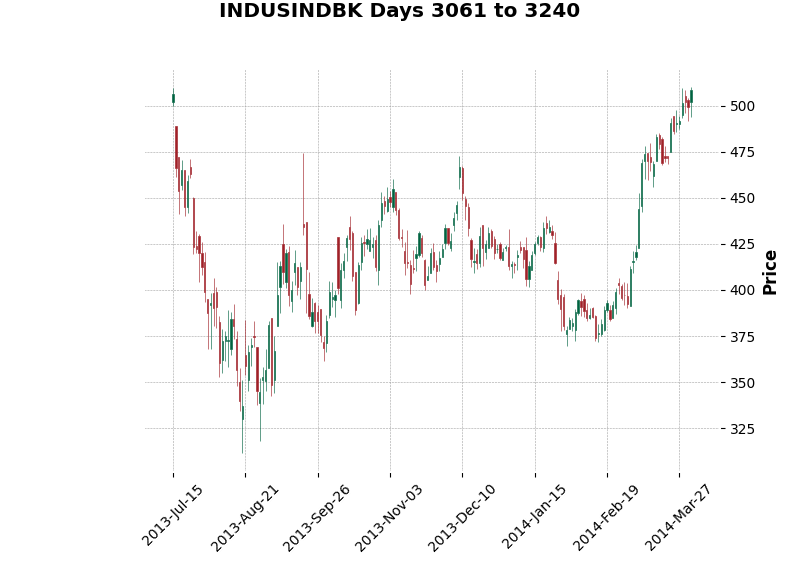 INDUSINDBK Days 3061 to 3240
500
475
450
425
400
375
350
325
Price
2013-Jul-15
2013-Aug-21
2013-Sep-26
2013-Nov-03
2013-Dec-10
2014-Jan-15
2014-Feb-19
2014-Mar-27